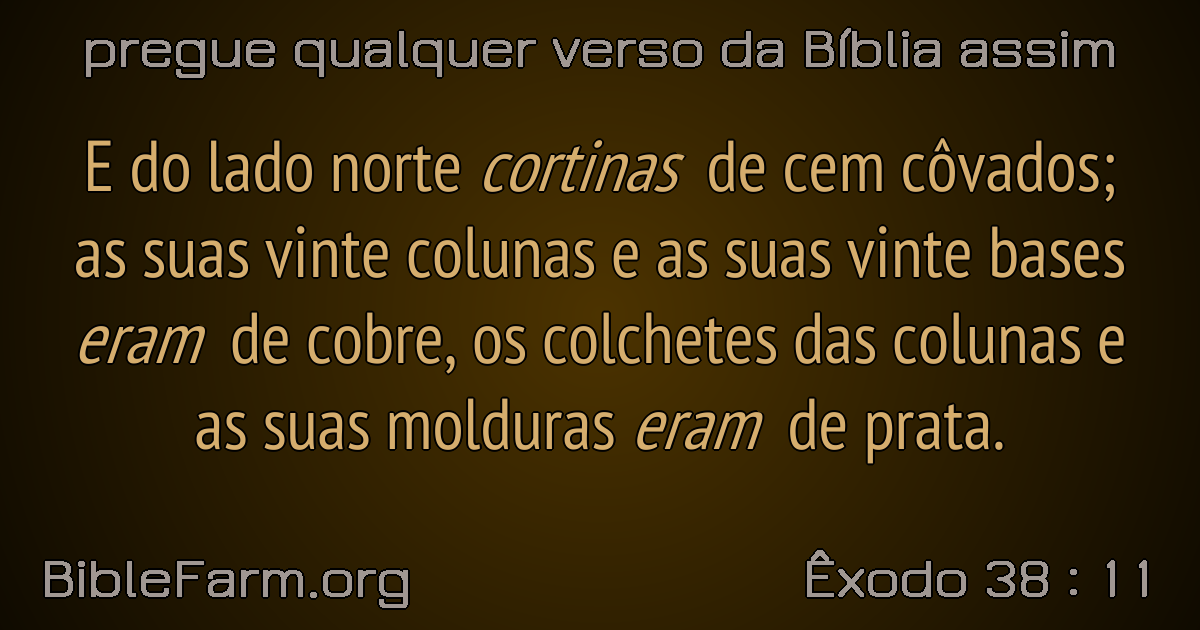 pregue qualquer verso da Bíblia assim
E do lado norte cortinas de cem côvados;
as suas vinte colunas e as suas vinte bases
eram de cobre, os colchetes das colunas e
as suas molduras eram de prata.
BibleFarm.org
Êxodo 38 : 11